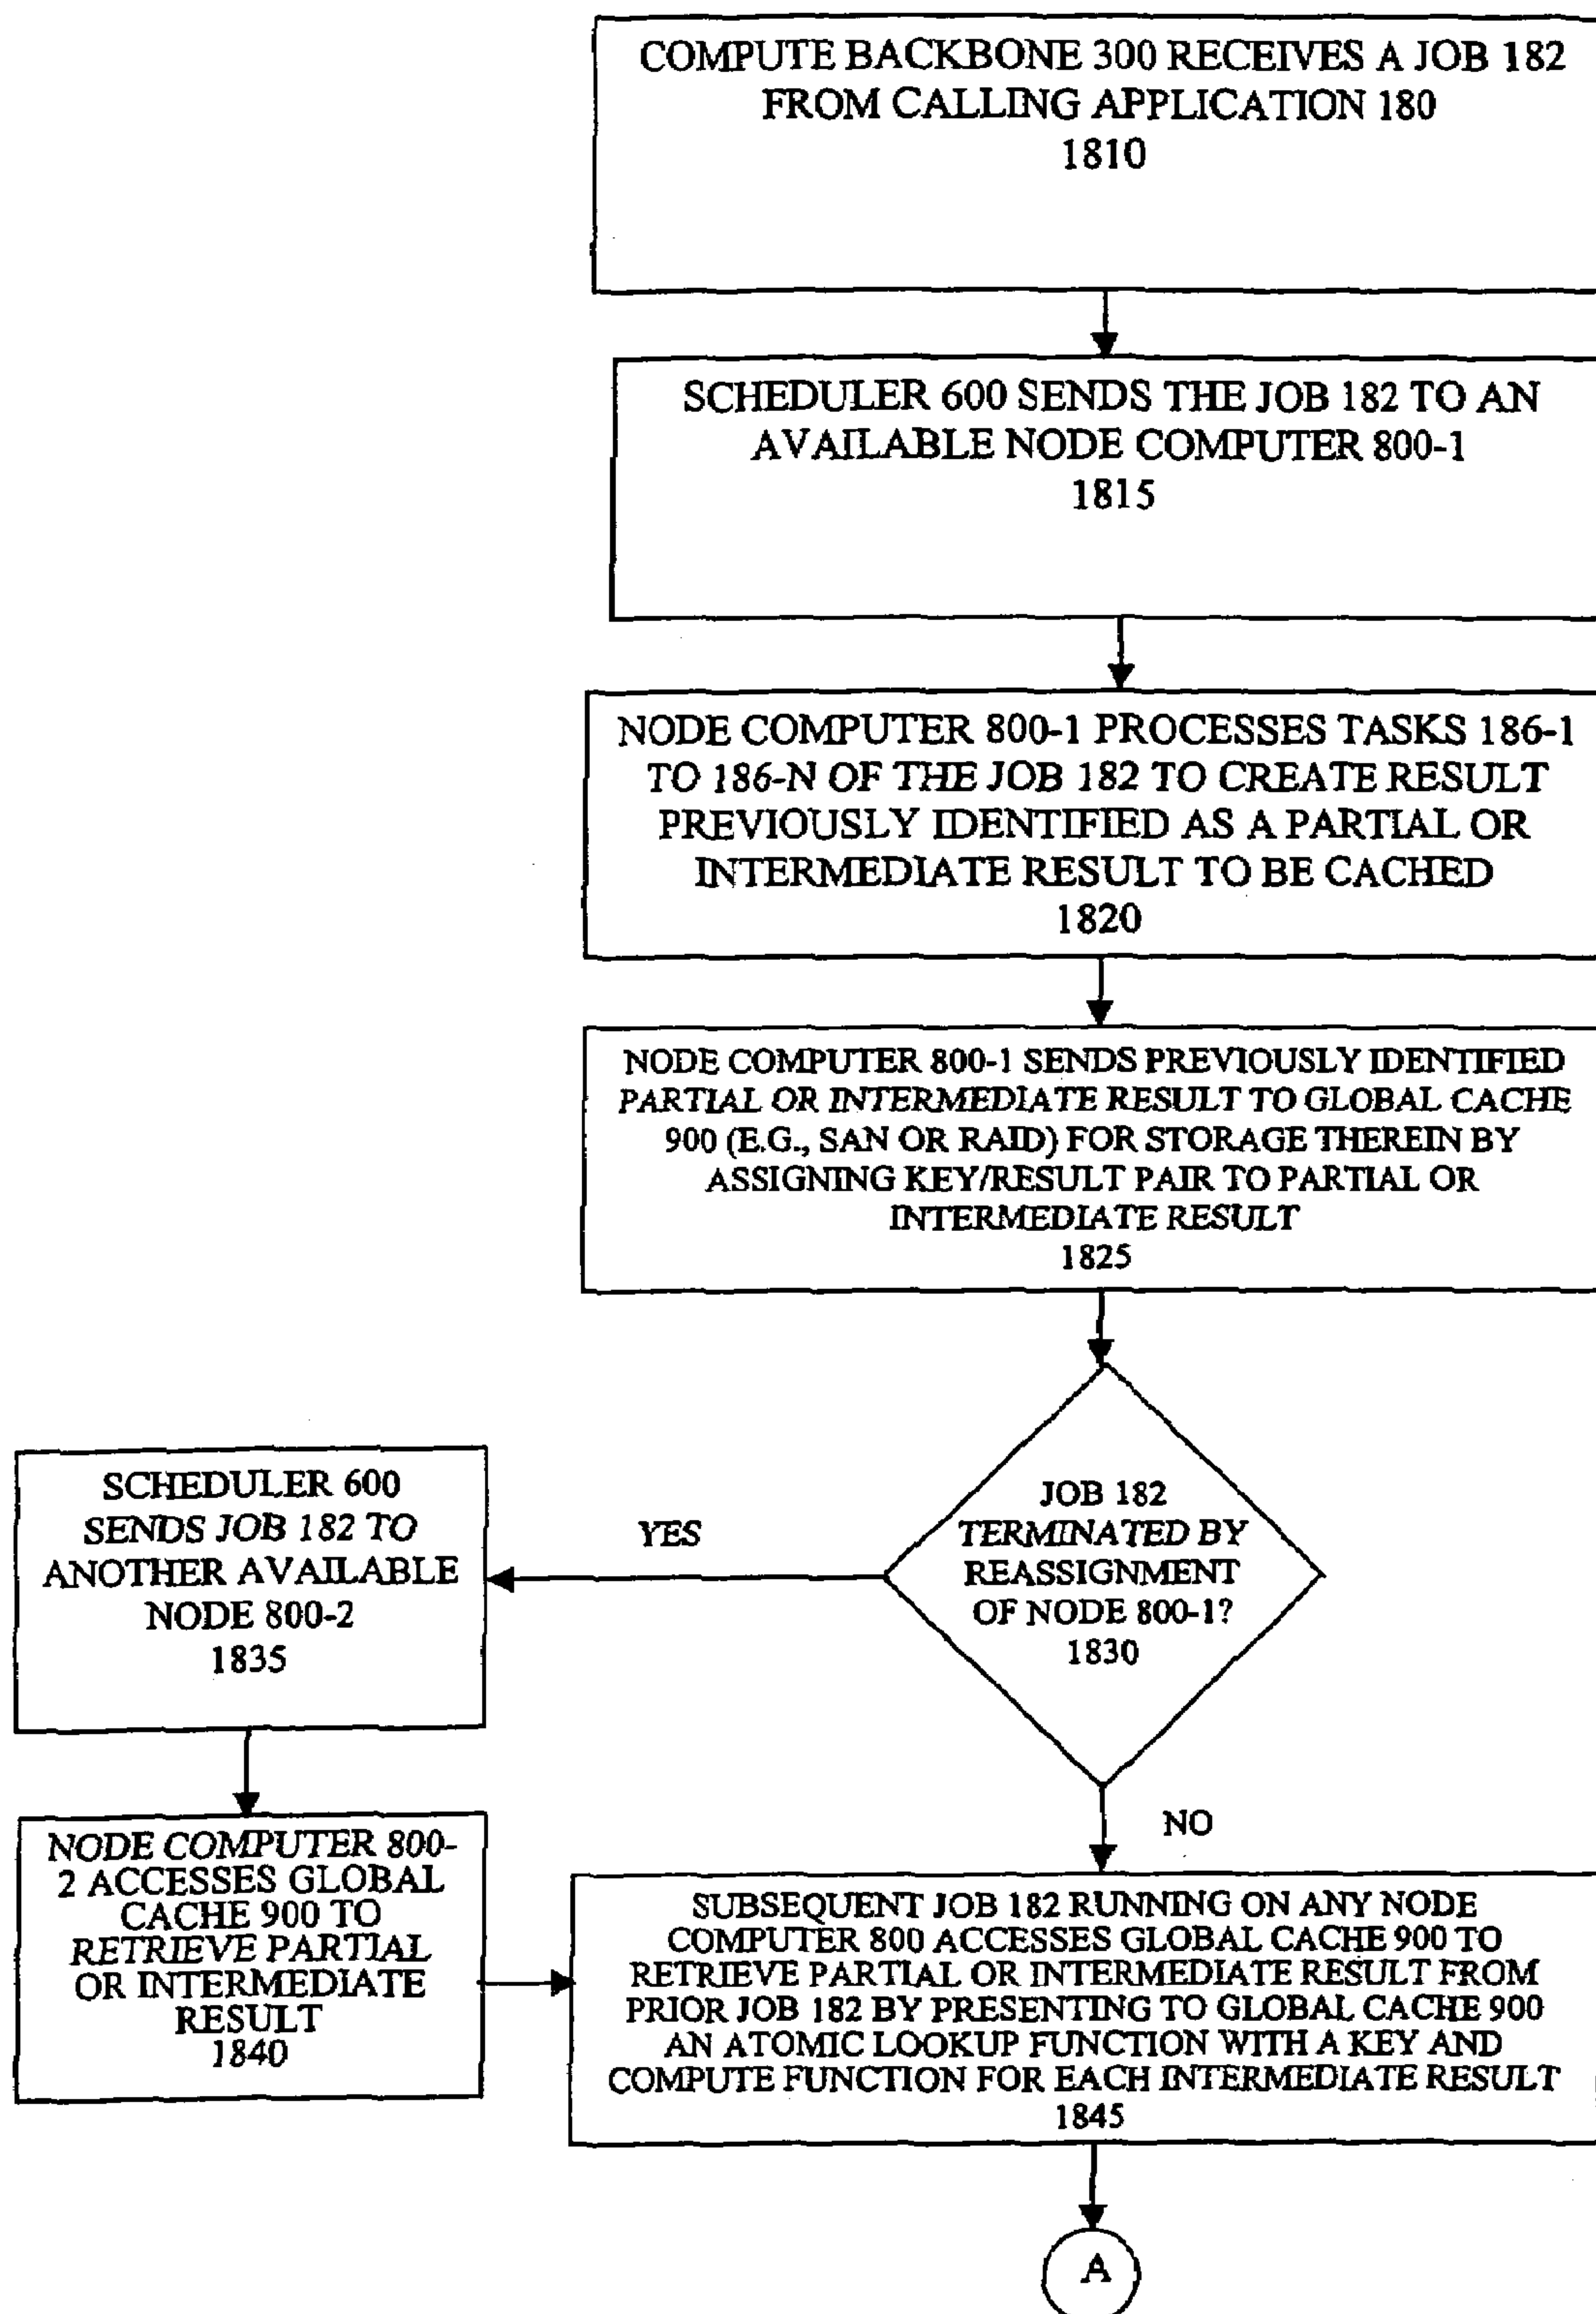 COMPUTE BACKBONE 300 RECEIVES A JOB 182
FROM CALLING APPLICATION 180
1810
SCHEDULER 600 SENDS THE JOB 182 TO AN
AVAILABLE NODE COMPUTER 800-1
1815
NODE COMPUTER 800-1 PROCESSES TASKS 186-1
TO 186-N OF THE JOB 182 TO CREATE RESULT
PREVIOUSLY IDENTIFIED AS A PARTIAL OR
INTERMEDIATE RESULT TO BE CACHED
1820
NODE COMPUTER 800-1 SENDS PREVIOUSLY IDENTIFIED
PARTIAL OR INTERMEDIATE RESULT TO GLOBAL CACHE
900 (E.G., SAN OR RAID) FOR STORAGE THEREIN BY
ASSIGNING KEY/RESULT PAIR TO PARTIAL OR
INTERMEDIATE RESULT
1825
JOB 182
TERMINATED BY
REASSIGNMENT
OF NODE 800-1?
1830
YES
SCHEDULER 600
SENDS JOB 182 TO
ANOTHER AVAILABLE
NODE 800-2
1835
NO
NODE COMPUTER 800-
2 ACCESSES GLOBAL
CACHE 900 TO
RETRIEVE PARTIAL
OR INTERMEDIATE
RESULT
1840
SUBSEQUENT JOB 182 RUNNING ON ANY NODE
COMPUTER 800 ACCESSES GLOBAL CACHE 900 TO
RETRIEVE PARTIAL OR INTERMEDIATE RESULT FROM
PRIOR JOB 182 BY PRESENTING TO GLOBAL CACHE 900
AN ATOMIC LOOKUP FUNCTION WITH A KEY AND
COMPUTE FUNCTION FOR EACH INTERMEDIATE RESULT
1845
A